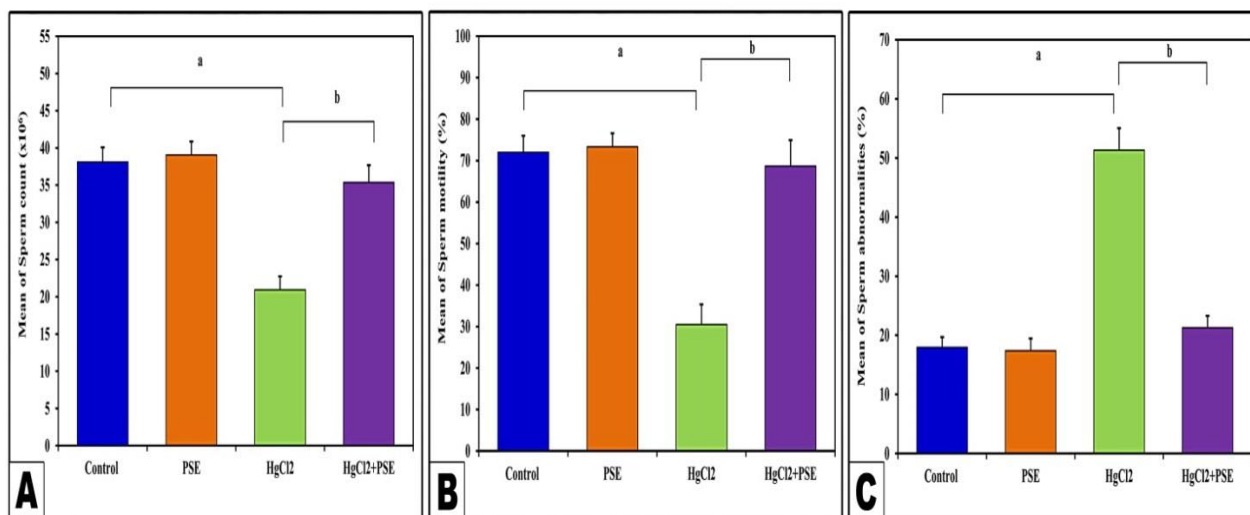 Mean of Sperm count (x10⁶)
55
50
45
40
35
30
25
20
15
10
5
0
a
b
Control PSE HgCl2 HgCl2+PSE
A
Mean of Sperm motility (%)
100
90
80
70
60
50
40
30
20
10
0
a
b
Control PSE HgCl2 HgCl2+PSE
B
Mean of Sperm abnormalities (%)
70
60
50
40
30
20
10
0
a
b
Control PSE HgCl2 HgCl2+PSE
C